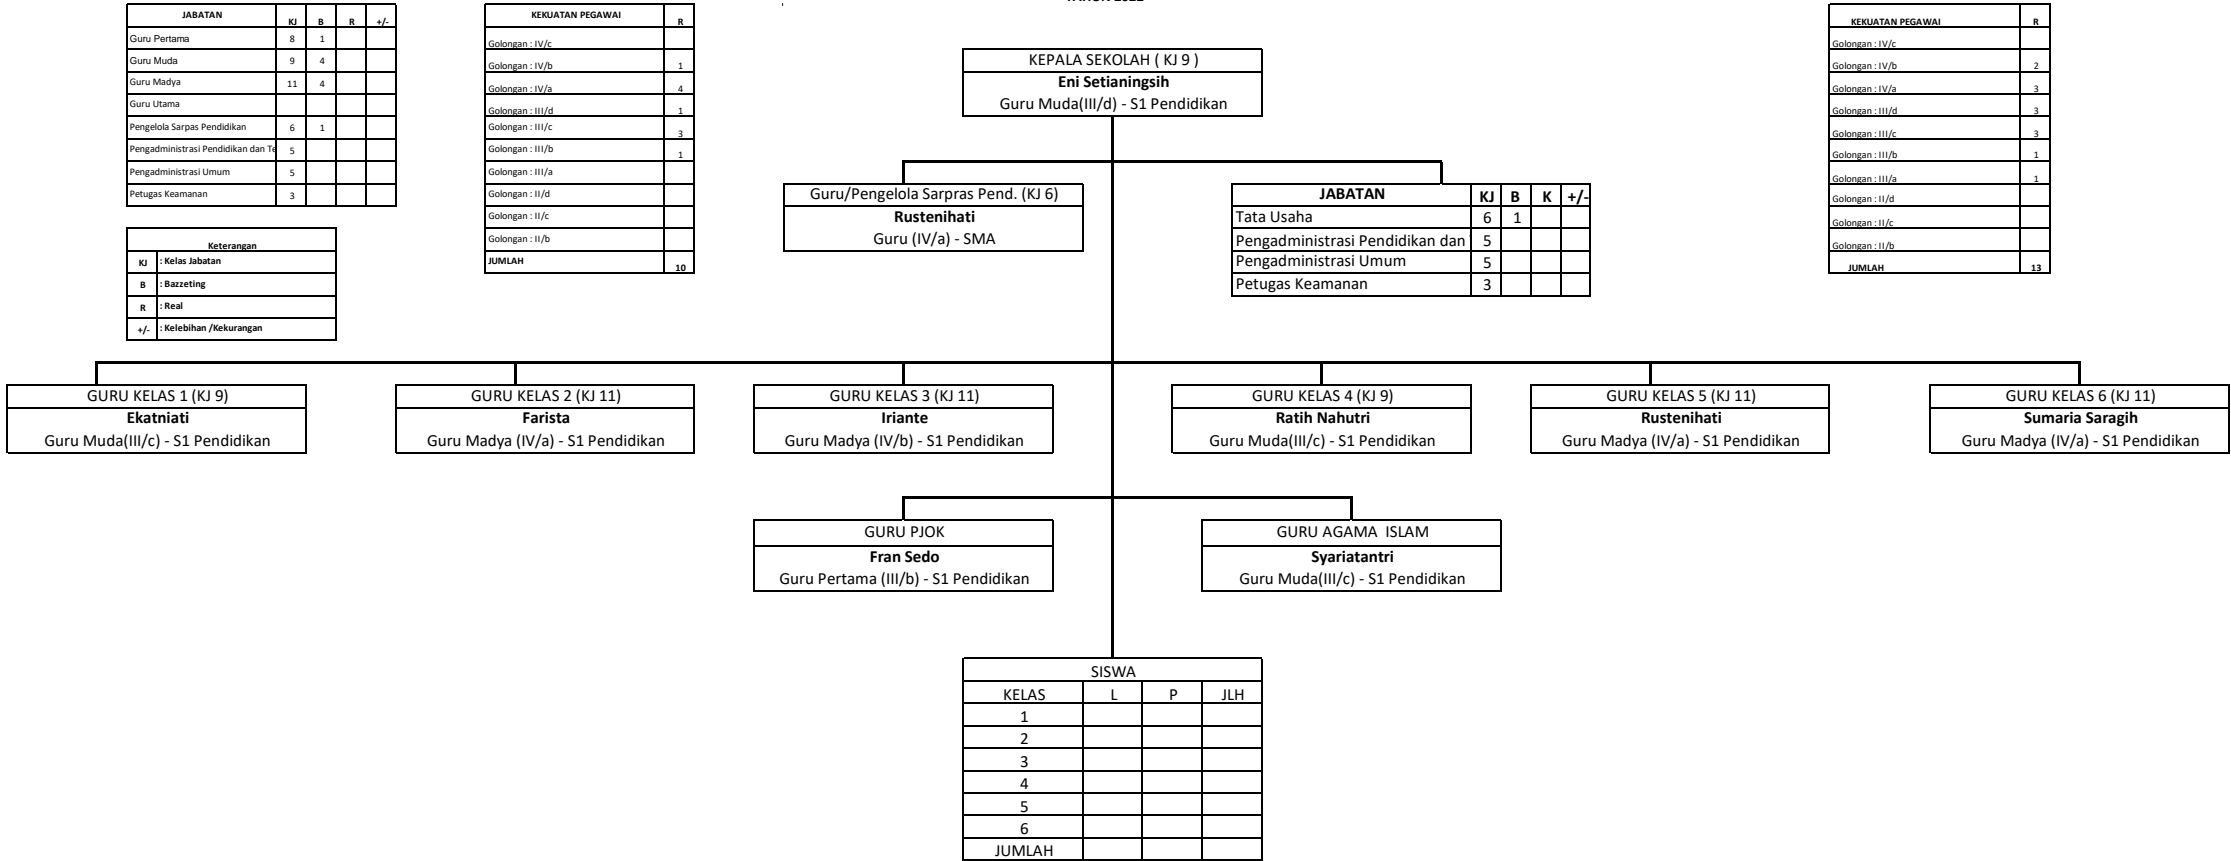 JABATAN KJ B R +/-
Guru Pertama 8 1
Guru Muda 9 4
Guru Madya 11 4
Guru Utama
Pengelola Sarpas Pendidikan 6 1
Pengadministrasi Pendidikan dan Te 5
Pengadministrasi Umum 5
Petugas Keamanan 3
Keterangan
KJ : Kelas Jabatan
B : Bazzeting
R : Real
+/- : Kelebihan /Kekurangan
KEKUATAN PEGAWAI R
Golongan : IV/c
Golongan : IV/b 1
Golongan : IV/a 4
Golongan : III/d 1
Golongan : III/c 3
Golongan : III/b 1
Golongan : III/a
Golongan : II/d
Golongan : II/c
Golongan : II/b
JUMLAH 10
TAHUN 2022
KEPALA SEKOLAH ( KJ 9 )
Eni Setianingsih
Guru Muda(III/d) - S1 Pendidikan
KEKUATAN PEGAWAI R
Golongan : IV/c
Golongan : IV/b 2
Golongan : IV/a 3
Golongan : III/d 3
Golongan : III/c 3
Golongan : III/b 1
Golongan : III/a 1
Golongan : II/d
Golongan : II/c
Golongan : II/b
JUMLAH 13
Guru/Pengelola Sarpras Pend. (KJ 6)
Rustenihati
Guru (IV/a) - SMA
JABATAN KJ B K +/-
Tata Usaha 6 1
Pengadministrasi Pendidikan dan 5
Pengadministrasi Umum 5
Petugas Keamanan 3
GURU KELAS 1 (KJ 9)
Ekatniati
Guru Muda(III/c) - S1 Pendidikan
GURU KELAS 2 (KJ 11)
Farista
Guru Madya (IV/a) - S1 Pendidikan
GURU KELAS 3 (KJ 11)
Iriante
Guru Madya (IV/b) - S1 Pendidikan
GURU KELAS 4 (KJ 9)
Ratih Nahutri
Guru Muda(III/c) - S1 Pendidikan
GURU KELAS 5 (KJ 11)
Rustenihati
Guru Madya (IV/a) - S1 Pendidikan
GURU KELAS 6 (KJ 11)
Sumaria Saragih
Guru Madya (IV/a) - S1 Pendidikan
GURU PJOK
Fran Sedo
Guru Pertama (III/b) - S1 Pendidikan
GURU AGAMA ISLAM
Syariatantri
Guru Muda(III/c) - S1 Pendidikan
SISWA
KELAS L P JLH
1
2
3
4
5
6
JUMLAH